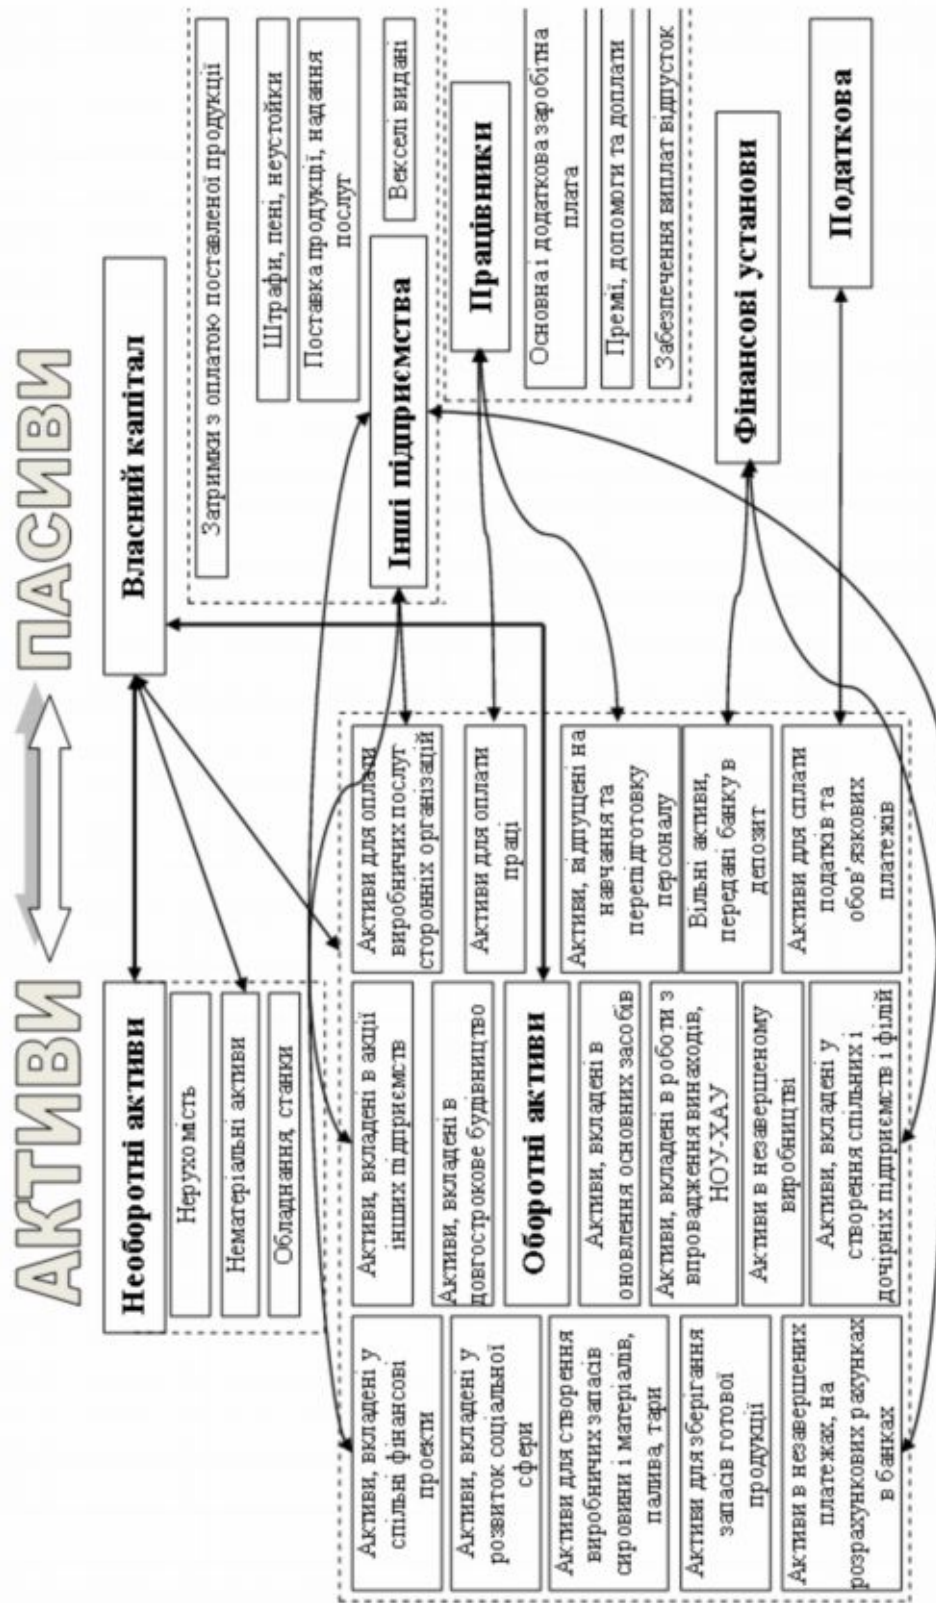 АКТИВИ
ПАСИВИ
Необоротні активи
Нерухомість
Нематеріальні активи
Обладнання, станки
Власний капітал
Затримки з оплатою поставленої продукції
Штрафи, пені, неустойки
Поставка продукції, надання
послуг
Векселі видані
Інші підприємства
Працівники
Основна і додаткова заробітна
плата
Премії, допомоги та доплати
Забезпечення виплат відпусток
Фінансові установи
Податкова
Активи, вкладені у
спільні фінансові
проекти
Активи, вкладені у
розвиток соціальної
сфери
Активи для створення
виробничих запасів
сировини і матеріалів,
палива, тари
Активи для зберігання
запасів готової
продукції
Активи в незавершених
платежах, на
розрахункових рахунках
в банках
Активи, вкладені в акції
інших підприємств
Активи, вкладені в
довгострокове будівництво
Оборотні активи
Активи, вкладені в
оновлення основних засобів
Активи, вкладені в роботи з
впровадження винаходів,
НОУ-ХАУ
Активи в незавершеному
виробництві
Активи, вкладені у
створення спільних і
дочірніх підприємств і філій
Активи для оплати
виробничих послуг
сторонніх організацій
Активи для оплати
праці
Активи, відпущені на
навчання та
перепідготовку
персоналу
Вільні активи,
передані банку в
депозит
Активи для сплати
податків та
обов'язкових
платежів